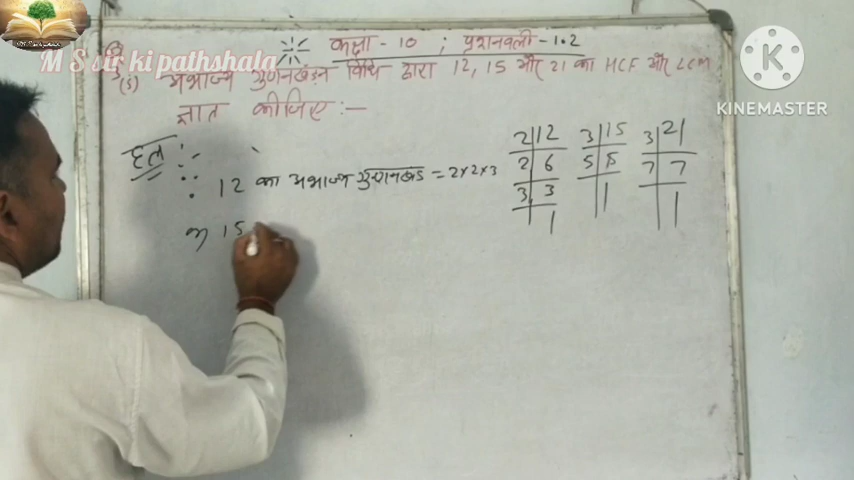 M S sir ki pathshala
KINEMASTER
कक्षा - 10 ; प्रश्नावली - 1.2
(i) अभाज्य गुणनखंडन विधि द्वारा 12, 15 और 21 का HCF और LCM
ज्ञात कीजिए :-
हल :
∵ 12 का अभाज्य गुणनखंड = 2×2×3
∵ 15
2 12
2 6
3 3
1
3 15
5 5
1
3 21
7 7
1